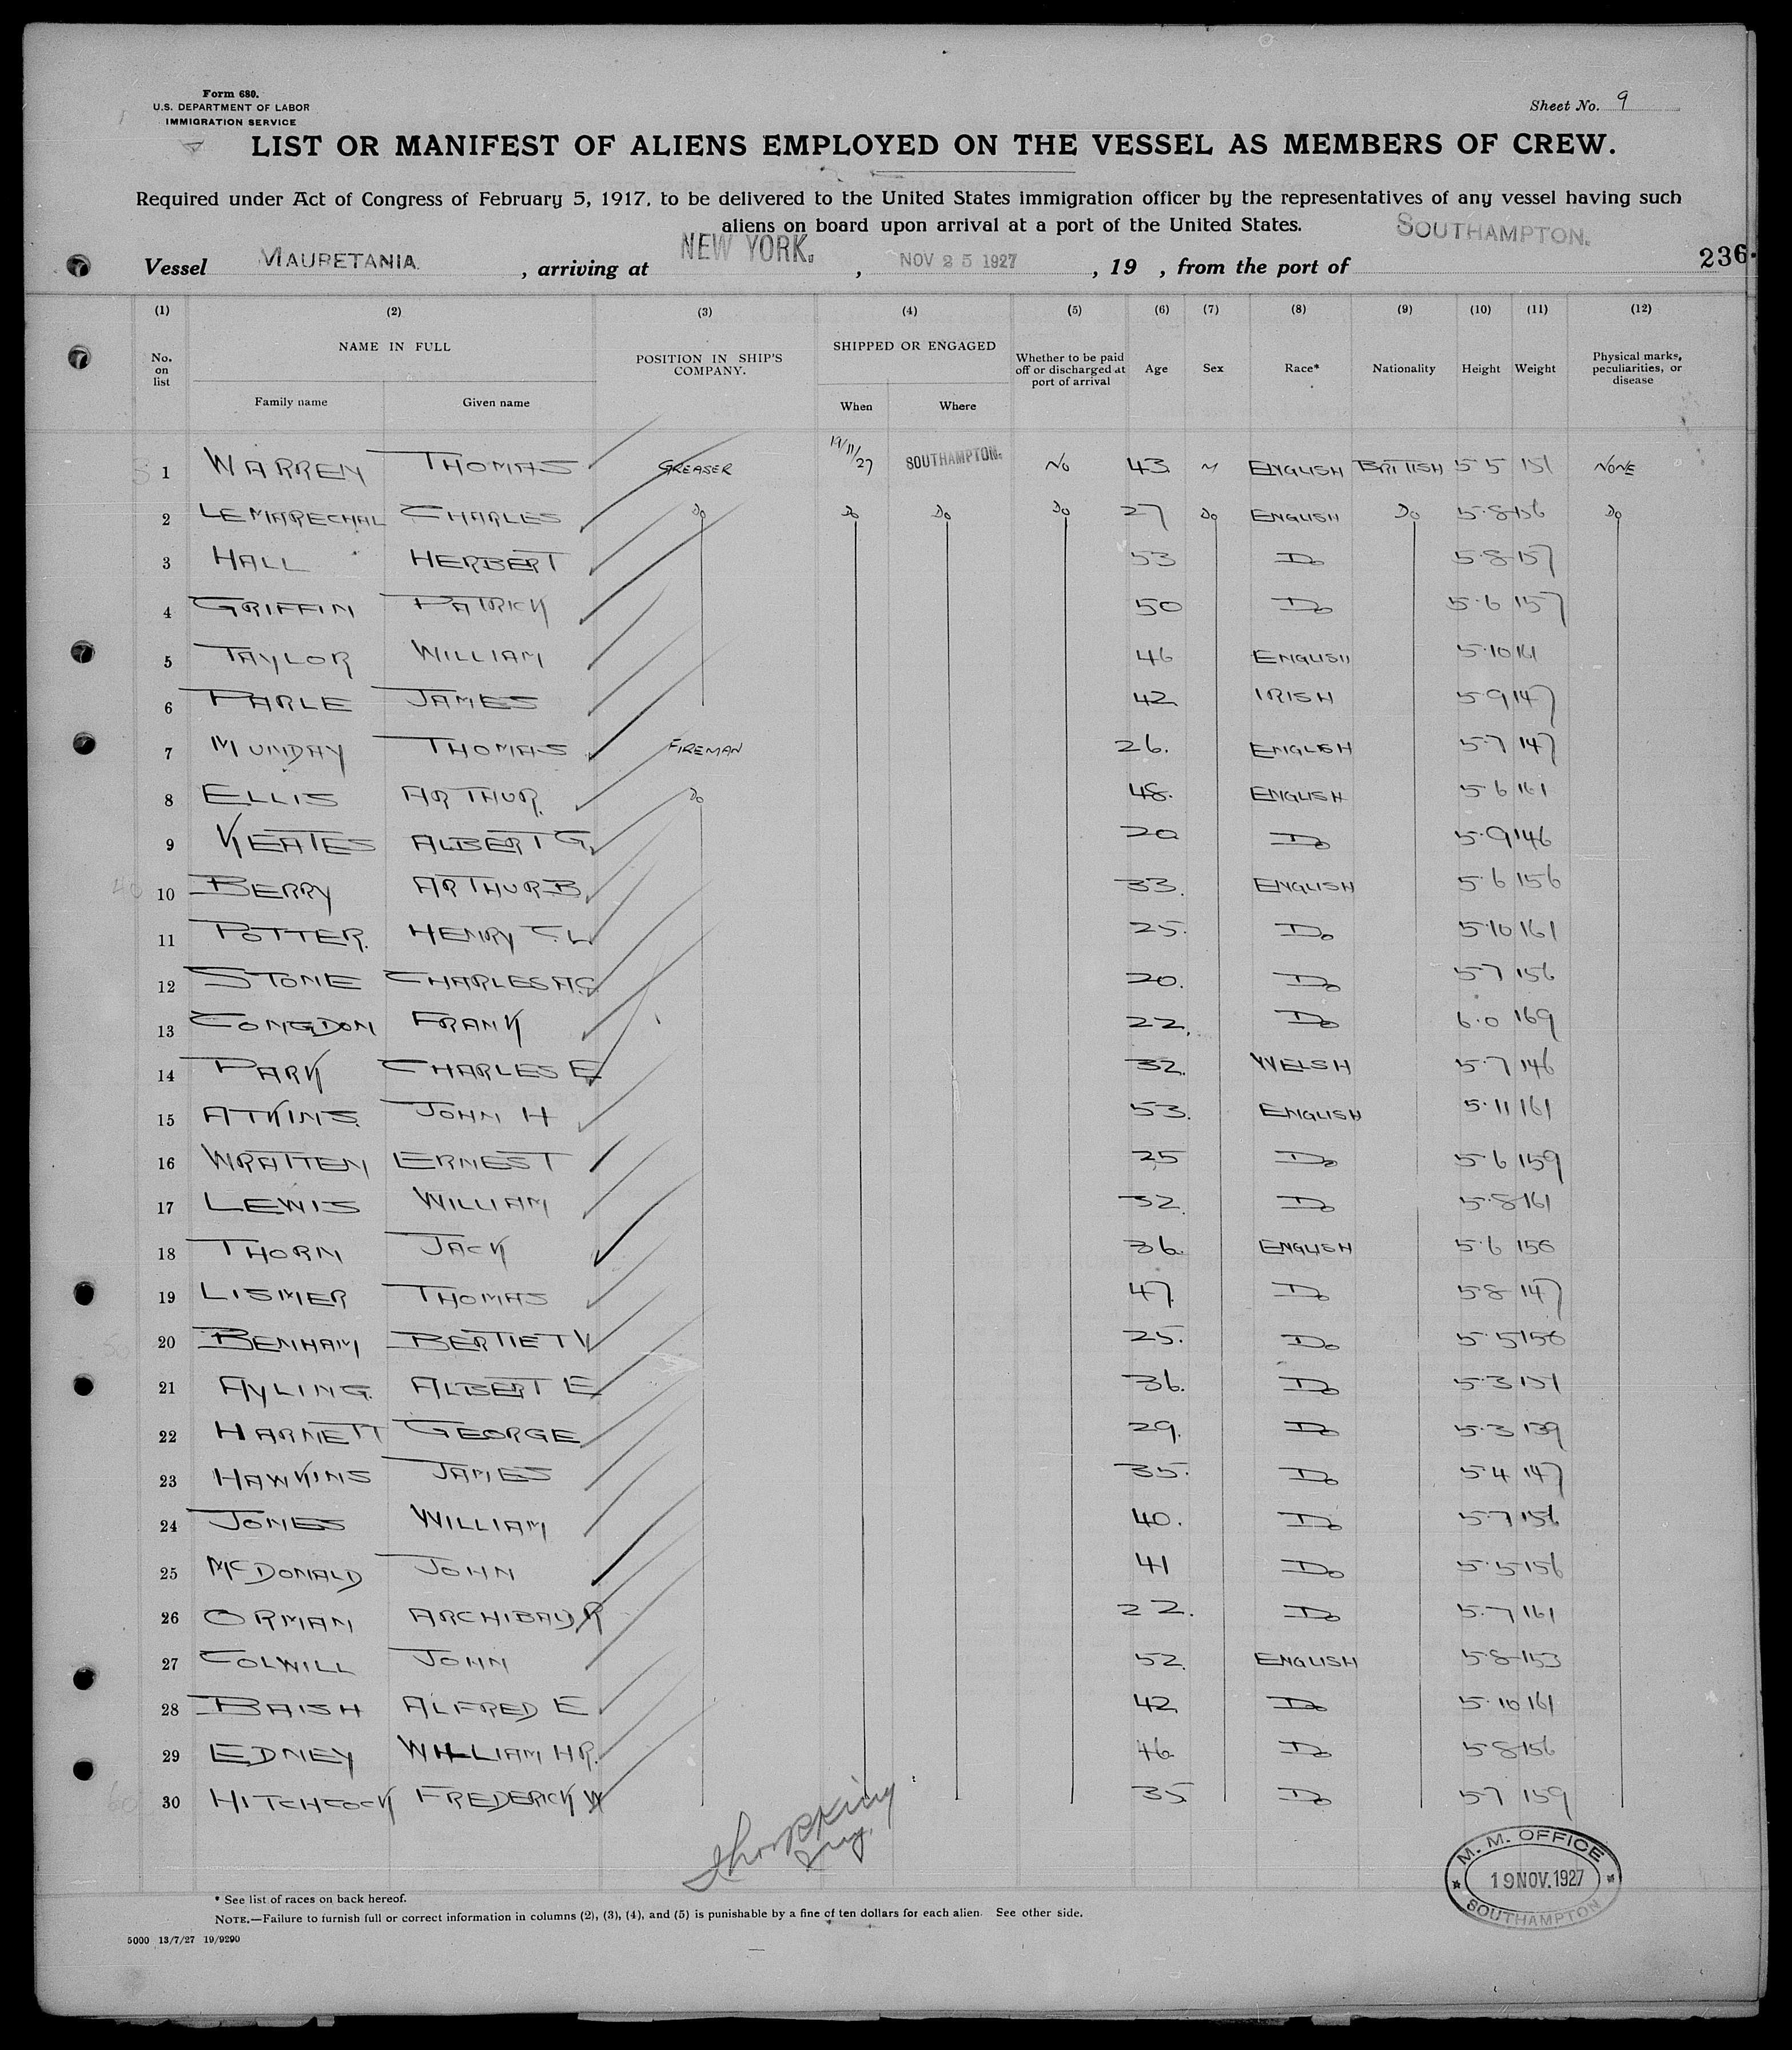 Form 680.
U.S. DEPARTMENT OF LABOR
IMMIGRATION SERVICE
Sheet No. 9
LIST OR MANIFEST OF ALIENS EMPLOYED ON THE VESSEL AS MEMBERS OF CREW.
Required under Act of Congress of February 5, 1917, to be delivered to the United States immigration officer by the representatives of any vessel having such
aliens on board upon arrival at a port of the United States.
Vessel MAURETANIA, arriving at NEW YORK., NOV 25 1927, 19 , from the port of SOUTHAMPTON.
236.
(1) (2) (3) (4) (5) (6) (7) (8) (9) (10) (11) (12)
No. on list NAME IN FULL POSITION IN SHIP'S COMPANY. SHIPPED OR ENGAGED Whether to be paid off or discharged at port of arrival Age Sex Race* Nationality Height Weight Physical marks, peculiarities, or disease
Family name Given name When Where
1 WARREN THOMAS GREASER 19/11/27 SOUTHAMPTON. No 43 M ENGLISH BRITISH 5 5 151 NONE
2 LEMARECHAL CHARLES Do Do Do Do 27 Do ENGLISH Do 5.8 156 Do
3 HALL HERBERT 53 Do 5.8 157
4 GRIFFIN PATRICK 50 Do 5.6 157
5 TAYLOR WILLIAM 46 ENGLISH 5.10 161
6 PARLE JAMES 42 IRISH 5.9 147
7 MUNDAY THOMAS FIREMAN 26. ENGLISH 5.7 147
8 ELLIS ARTHUR. Do 48. ENGLISH 5.6 161
9 KEATES ALBERT G. 20 Do 5.9 146
10 BERRY ARTHUR B. 33. ENGLISH 5.6 156
11 POTTER. HENRY C.W 25. Do 5.10 161
12 STONE CHARLES A.G 20. Do 5.7 156
13 CONGDON FRANK 22. Do 6.0 169
14 PARK CHARLES E 32. WELSH 5.7 146
15 ATKINS. JOHN H 53. ENGLISH 5.11 161
16 WRATTEN ERNEST 25 Do 5.6 159
17 LEWIS WILLIAM 32. Do 5.8 161
18 THORN JACK 36. ENGLISH 5.6 150
19 LISMER THOMAS 47. Do 5.8 147
20 BENHAM BERTIE T V 25. Do 5.5 150
21 AYLING. ALBERT E 36. Do 5.3 151
22 HARNETT GEORGE 29. Do 5.3 139
23 HAWKINS JAMES 35. Do 5.4 147
24 JONES WILLIAM 40. Do 5.7 156
25 McDONALD JOHN 41 Do 5.5 156
26 ORMAN ARCHIBALD R 22. Do 5.7 161
27 COLWILL JOHN 52. ENGLISH 5.8 153
28 BAISH ALFRED E 42 Do 5.10 161
29 EDNEY WILLIAM H R. 46. Do 5.8 156
30 HITCHCOCK FREDERICK W 35 Do 5.7 159
M. M. OFFICE
19 NOV. 1927
SOUTHAMPTON
* See list of races on back hereof.
NOTE.—Failure to furnish full or correct information in columns (2), (3), (4), and (5) is punishable by a fine of ten dollars for each alien. See other side.
5000 13/7/27 19/9290